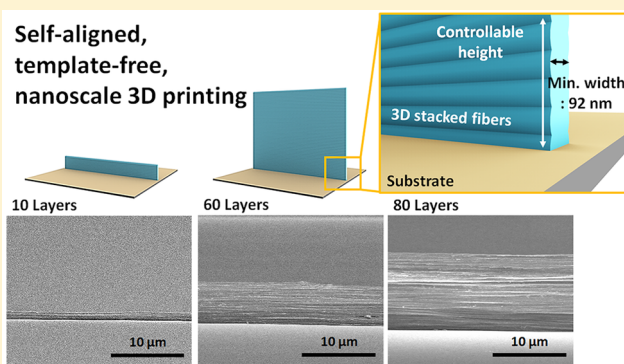 Self-aligned,
template-free,
nanoscale 3D printing
Controllable
height
Min. width
: 92 nm
3D stacked fibers
Substrate
10 Layers
60 Layers
80 Layers
10 μm
10 μm
10 μm